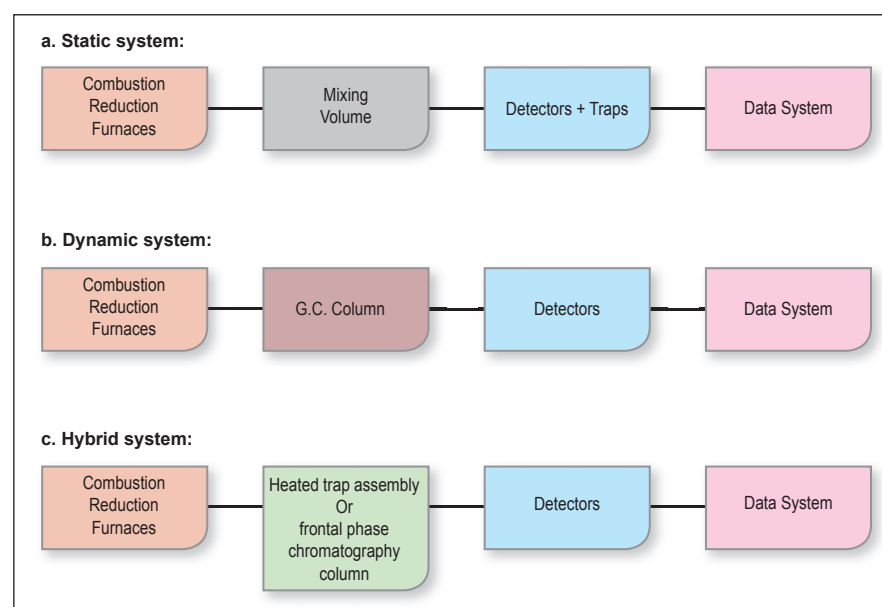 a. Static system:
Combustion
Reduction
Furnaces
Mixing
Volume
Detectors + Traps
Data System
b. Dynamic system:
Combustion
Reduction
Furnaces
G.C. Column
Detectors
Data System
c. Hybrid system:
Combustion
Reduction
Furnaces
Heated trap assembly
Or
frontal phase
chromatography
column
Detectors
Data System